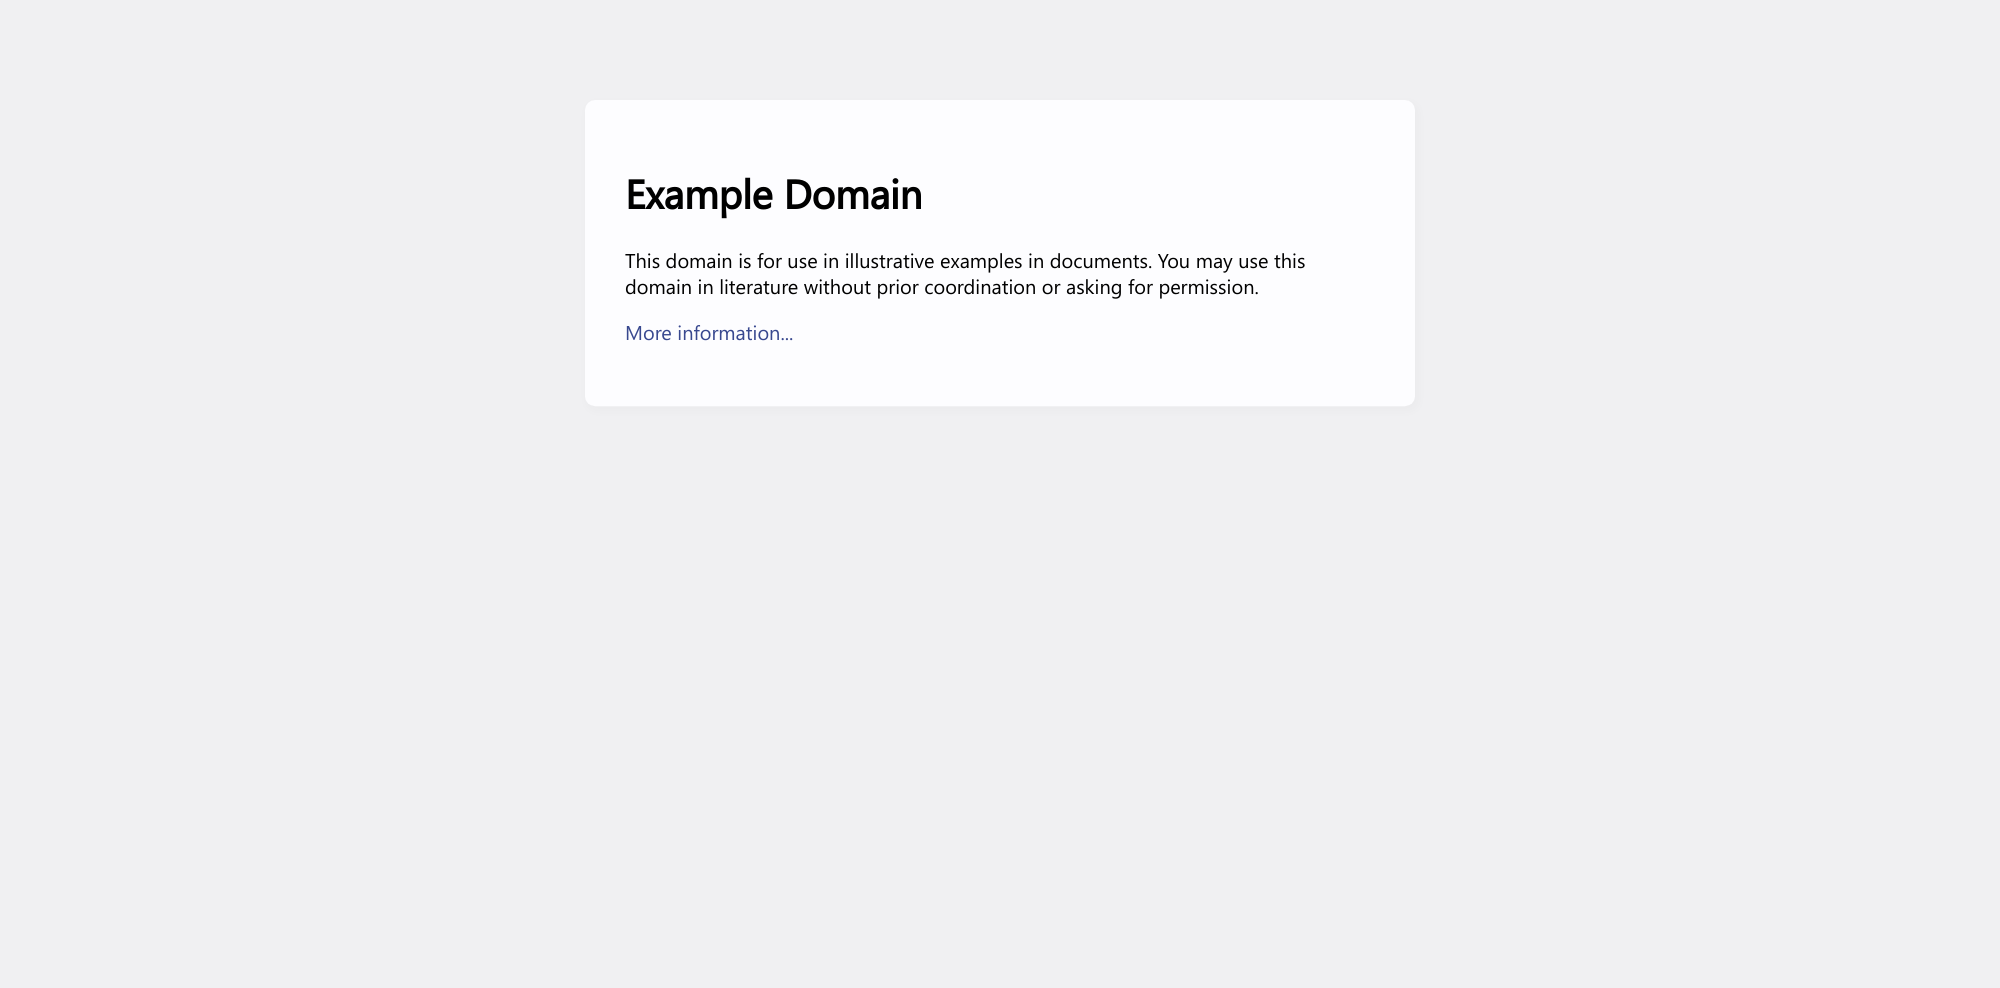 Example Domain
This domain is for use in illustrative examples in documents. You may use this
domain in literature without prior coordination or asking for permission.
More information...